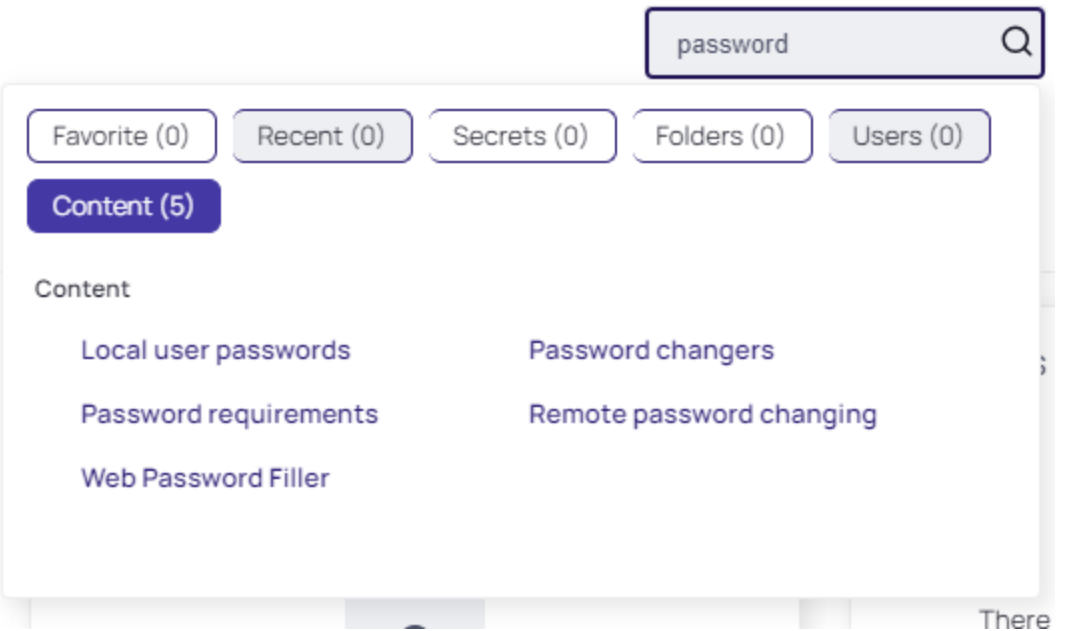 password
Favorite (0) Recent (0) Secrets (0) Folders (0) Users (0)
Content (5)
Content
Local user passwords Password changers
Password requirements Remote password changing
Web Password Filler
There